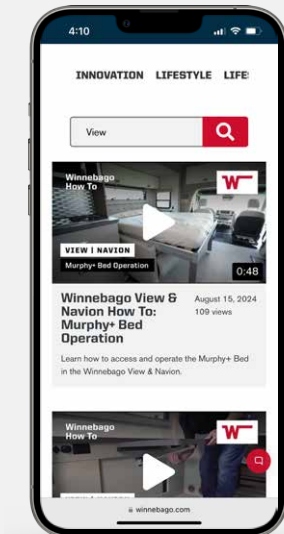 4:10
INNOVATION LIFESTYLE LIFE
View
Winnebago
How To
W
VIEW | NAVION
Murphy+ Bed Operation
0:48
Winnebago View &
Navion How To:
Murphy+ Bed
Operation
August 15, 2024
109 views
Learn how to access and operate the Murphy+ Bed
in the Winnebago View & Navion.
Winnebago
How To
W
winnebago.com